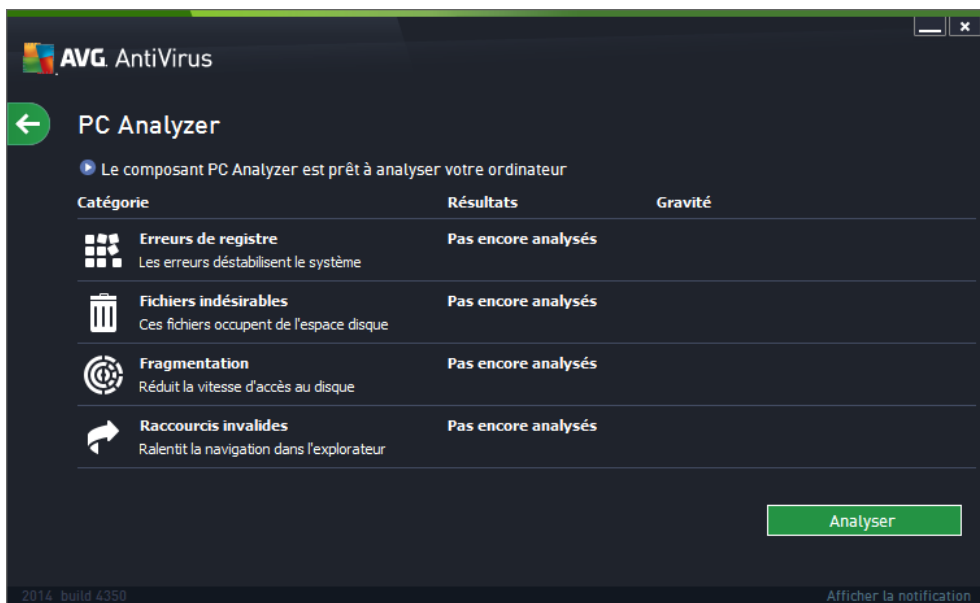 AVG. AntiVirus
PC Analyzer
Le composant PC Analyzer est prêt à analyser votre ordinateur
Catégorie Résultats Gravité
Erreurs de registre Pas encore analysés
Les erreurs déstabilisent le système
Fichiers indésirables Pas encore analysés
Ces fichiers occupent de l'espace disque
Fragmentation Pas encore analysés
Réduit la vitesse d'accès au disque
Raccourcis invalides Pas encore analysés
Ralentit la navigation dans l'explorateur
Analyser
2014 build 4350 Afficher la notification